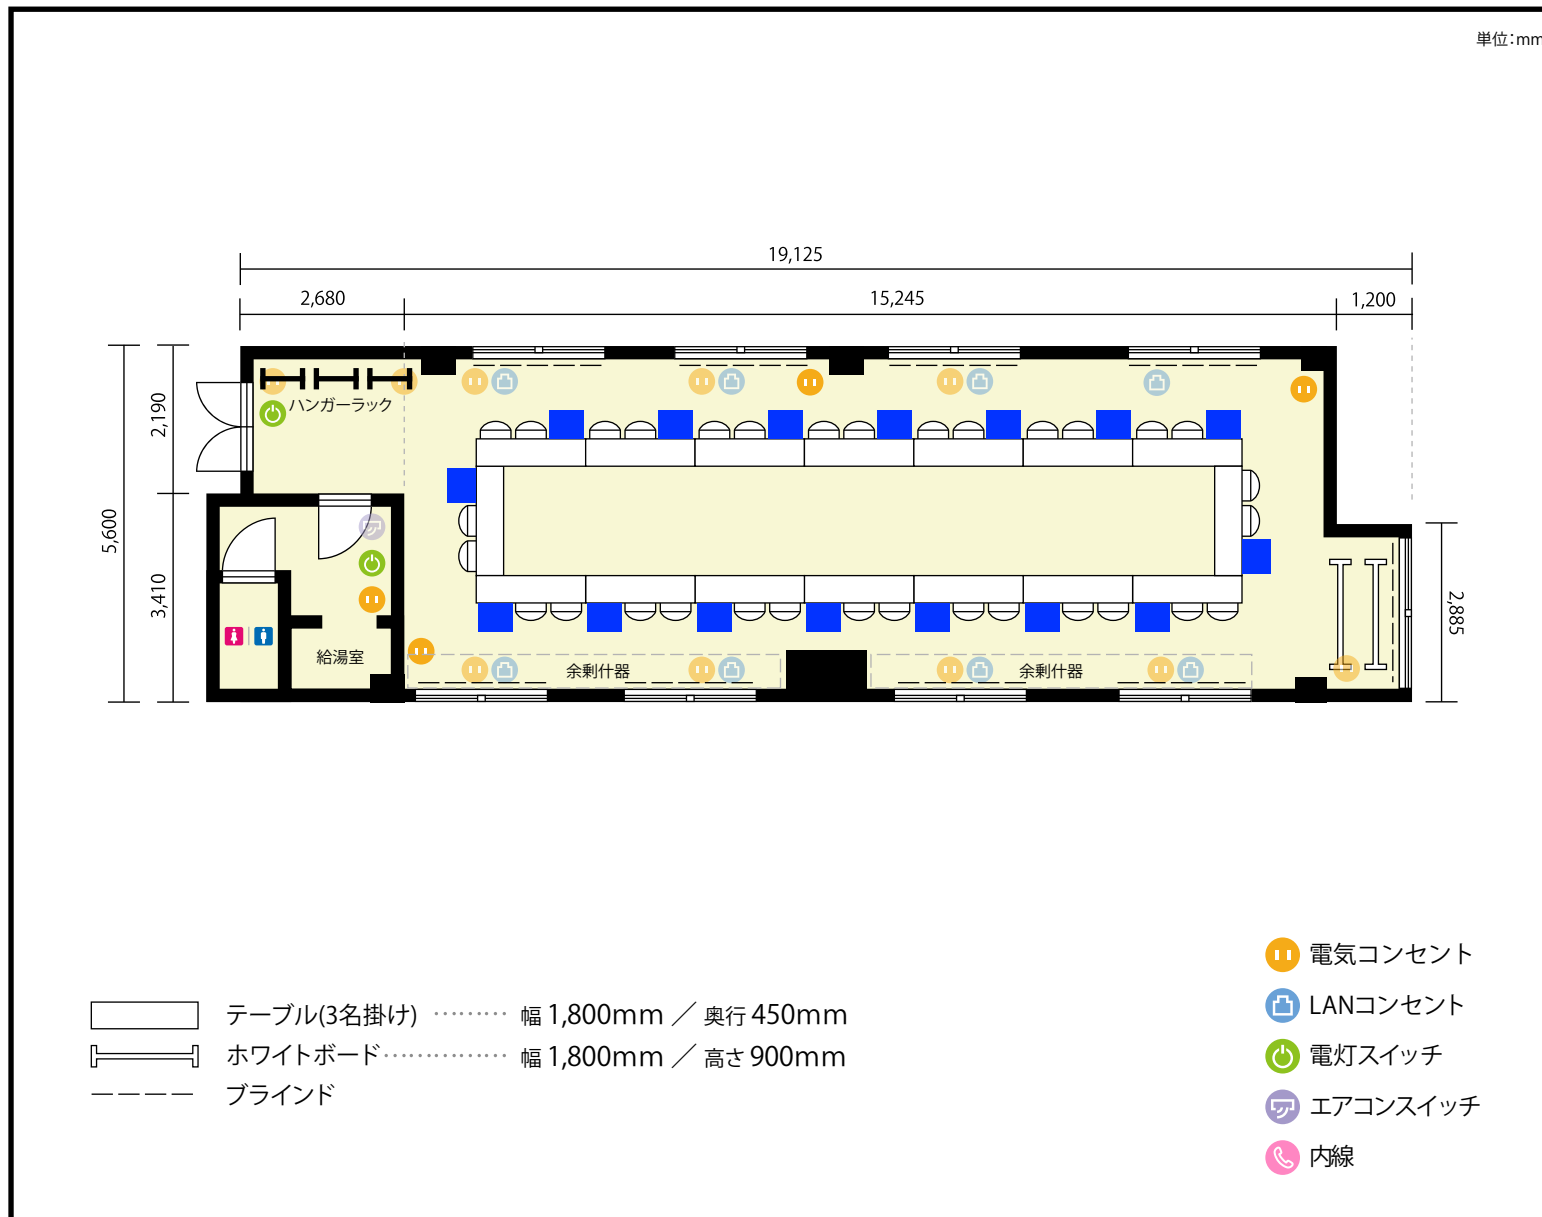 単位：mm
19,125
2,680
15,245
1,200
ハンガーラック
2,190
5,600
3,410
2,885
給湯室
余剰什器
余剰什器
テーブル(3名掛け) ……… 幅 1,800mm ／ 奥行 450mm
ホワイトボード…………… 幅 1,800mm ／ 高さ 900mm
ブラインド
電気コンセント
LANコンセント
電灯スイッチ
エアコンスイッチ
内線